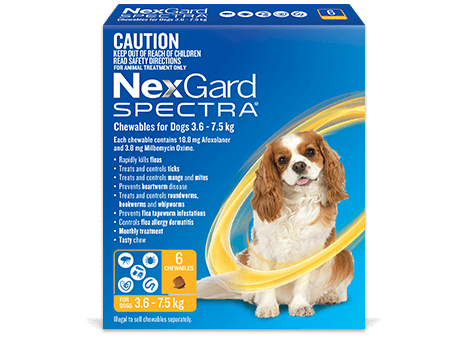 6
CAUTION
KEEP OUT OF REACH OF CHILDREN
READ SAFETY DIRECTIONS
FOR ANIMAL TREATMENT ONLY
NexGard
SPECTRA®
Chewables for Dogs 3.6 - 7.5 kg
Each chewable contains 18.8 mg Afoxolaner
and 3.8 mg Milbemycin Oxime.
• Rapidly kills fleas
• Treats and controls ticks
• Treats and controls mange and mites
• Prevents heartworm disease
• Treats and controls roundworms,
hookworms and whipworms
• Prevents flea tapeworm infestations
• Controls flea allergy dermatitis
• Monthly treatment
• Tasty chew
6
CHEWABLES
FOR DOGS 3.6 - 7.5 kg
Illegal to sell chewables separately.